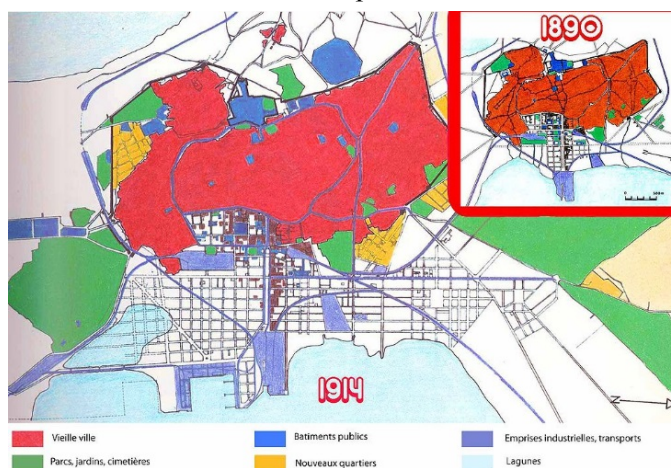 1890
1914
N
Vieille ville
Batiments publics
Emprises industrielles, transports
Parcs, jardins, cimetières
Nouveaux quartiers
Lagunes